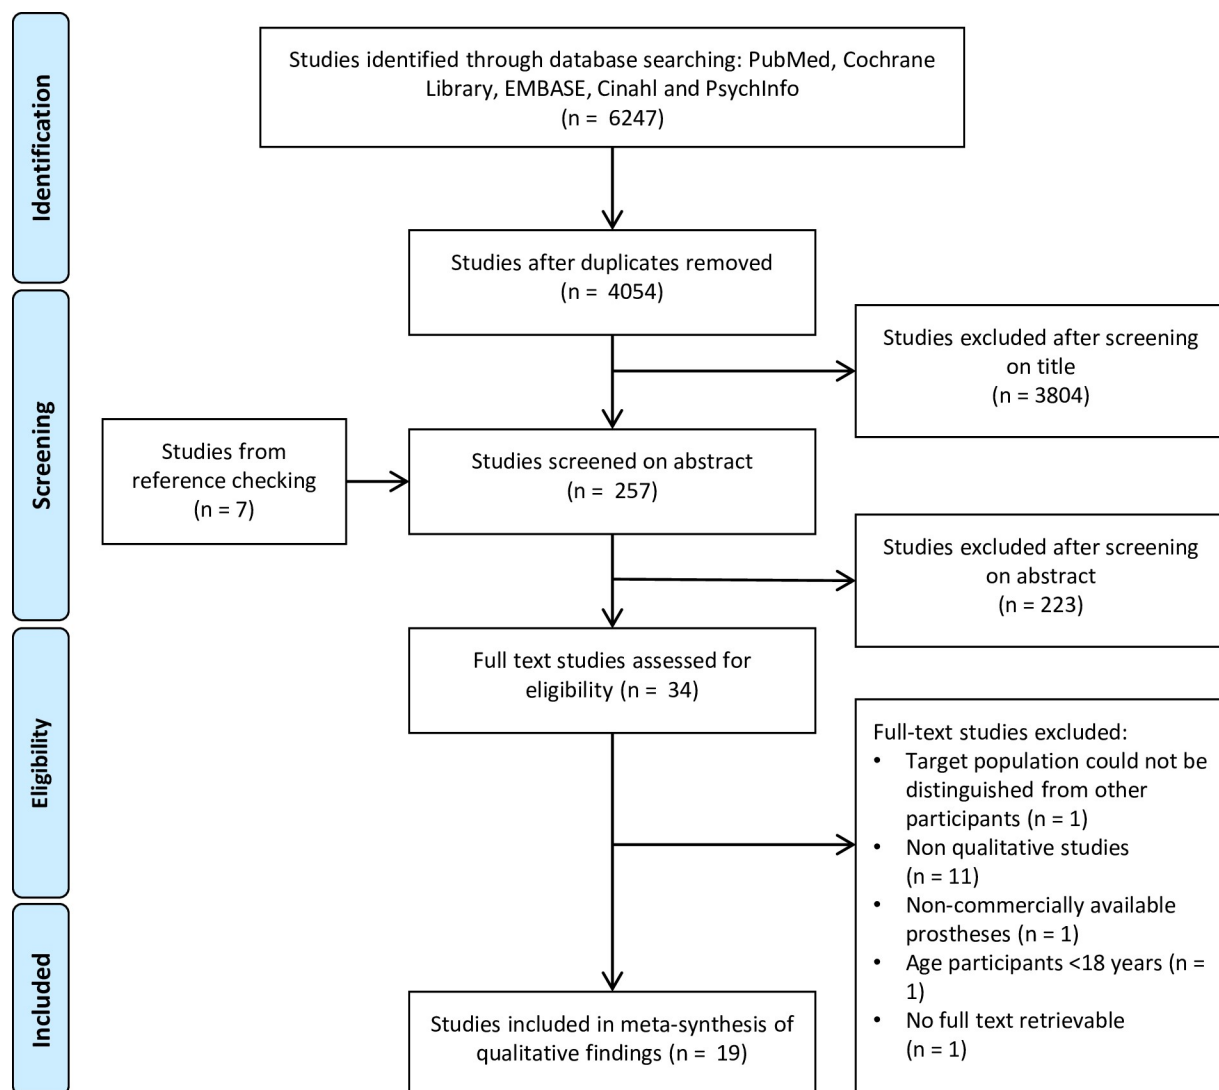 Identification
Studies identified through database searching: PubMed, Cochrane
Library, EMBASE, Cinahl and PsychInfo
(n =  6247)
Studies after duplicates removed
(n =  4054)
Screening
Studies excluded after screening
on title
(n = 3804)
Studies from
reference checking
(n = 7)
Studies screened on abstract
(n =  257)
Studies excluded after screening
on abstract
(n = 223)
Eligibility
Full text studies assessed for
eligibility (n =  34)
Full-text studies excluded:
• Target population could not be
distinguished from other
participants (n = 1)
• Non qualitative studies
(n = 11)
• Non-commercially available
prostheses (n = 1)
• Age participants <18 years (n =
1)
• No full text retrievable
(n = 1)
Included
Studies included in meta-synthesis of
qualitative findings (n =  19)